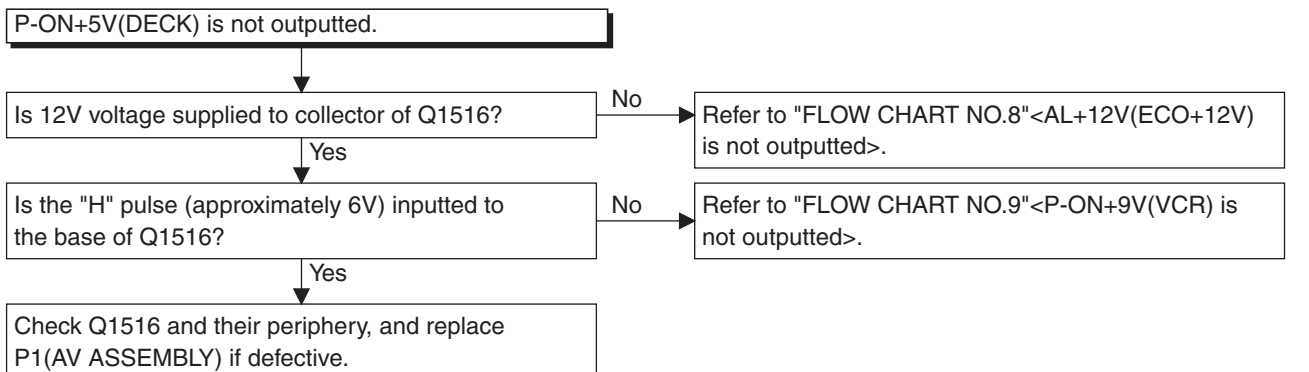 P-ON+5V(DECK) is not outputted.
Is 12V voltage supplied to collector of Q1516?
No
Refer to "FLOW CHART NO.8"<AL+12V(ECO+12V)
is not outputted>.
Yes
Is the "H" pulse (approximately 6V) inputted to
the base of Q1516?
No
Refer to "FLOW CHART NO.9"<P-ON+9V(VCR) is
not outputted>.
Yes
Check Q1516 and their periphery, and replace
P1(AV ASSEMBLY) if defective.